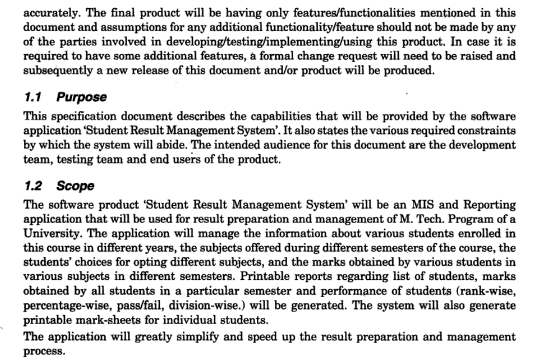 accurately. The final product will be having only features/functionalities mentioned in this
document and assumptions for any additional functionality/feature should not be made by any
of the parties involved in developing/testing/implementing/using this product. In case it is
required to have some additional features, a formal change request will need to be raised and
subsequently a new release of this document and/or product will be produced.
1.1 Purpose
This specification document describes the capabilities that will be provided by the software
application 'Student Result Management System'. It also states the various required constraints
by which the system will abide. The intended audience for this document are the development
team, testing team and end users of the product.
1.2 Scope
The software product 'Student Result Management System' will be an MIS and Reporting
application that will be used for result preparation and management of M. Tech. Program of a
University. The application will manage the information about various students enrolled in
this course in different years, the subjects offered during different semesters of the course, the
students' choices for opting different subjects, and the marks obtained by various students in
various subjects in different semesters. Printable reports regarding list of students, marks
obtained by all students in a particular semester and performance of students (rank-wise,
percentage-wise, pass/fail, division-wise.) will be generated. The system will also generate
printable mark-sheets for individual students.
The application will greatly simplify and speed up the result preparation and management
process.